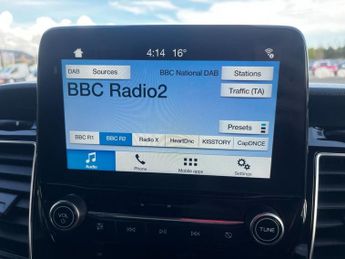 4:14 16°
DAB Sources BBC National DAB Stations
BBC Radio2 Traffic (TA)
Presets
BBC R1 BBC R2 Radio X HeartDnc KISSTORY CapDNCE
Audio Phone Mobile apps Settings
VOL TUNE